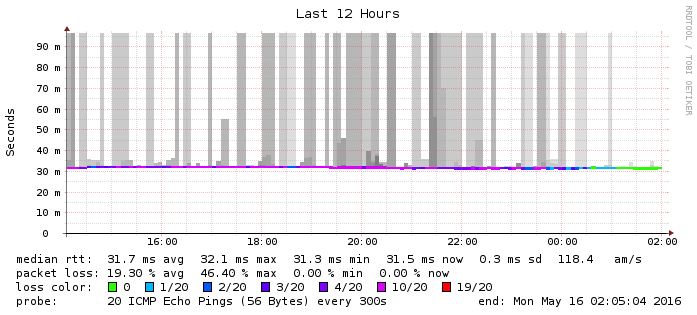 Last 12 Hours
RRDTOOL / TOBI OETIKER
Seconds
90 m
80 m
70 m
60 m
50 m
40 m
30 m
20 m
10 m
0
16:00 18:00 20:00 22:00 00:00 02:00
median rtt: 31.7 ms avg 32.1 ms max 31.3 ms min 31.5 ms now 0.3 ms sd 118.4 am/s
packet loss: 19.30 % avg 46.40 % max 0.00 % min 0.00 % now
loss color: 0 1/20 2/20 3/20 4/20 10/20 19/20
probe: 20 ICMP Echo Pings (56 Bytes) every 300s end: Mon May 16 02:05:04 2016